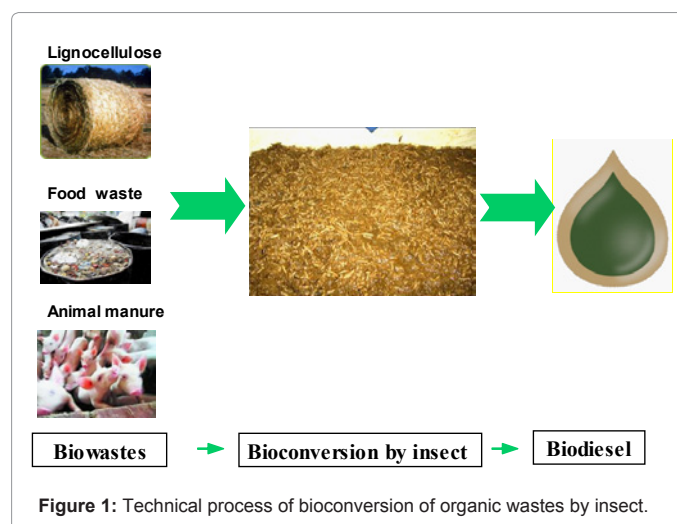 Lignocellulose
Food waste
Animal manure
Biowastes
Bioconversion by insect
Biodiesel
Figure 1: Technical process of bioconversion of organic wastes by insect.